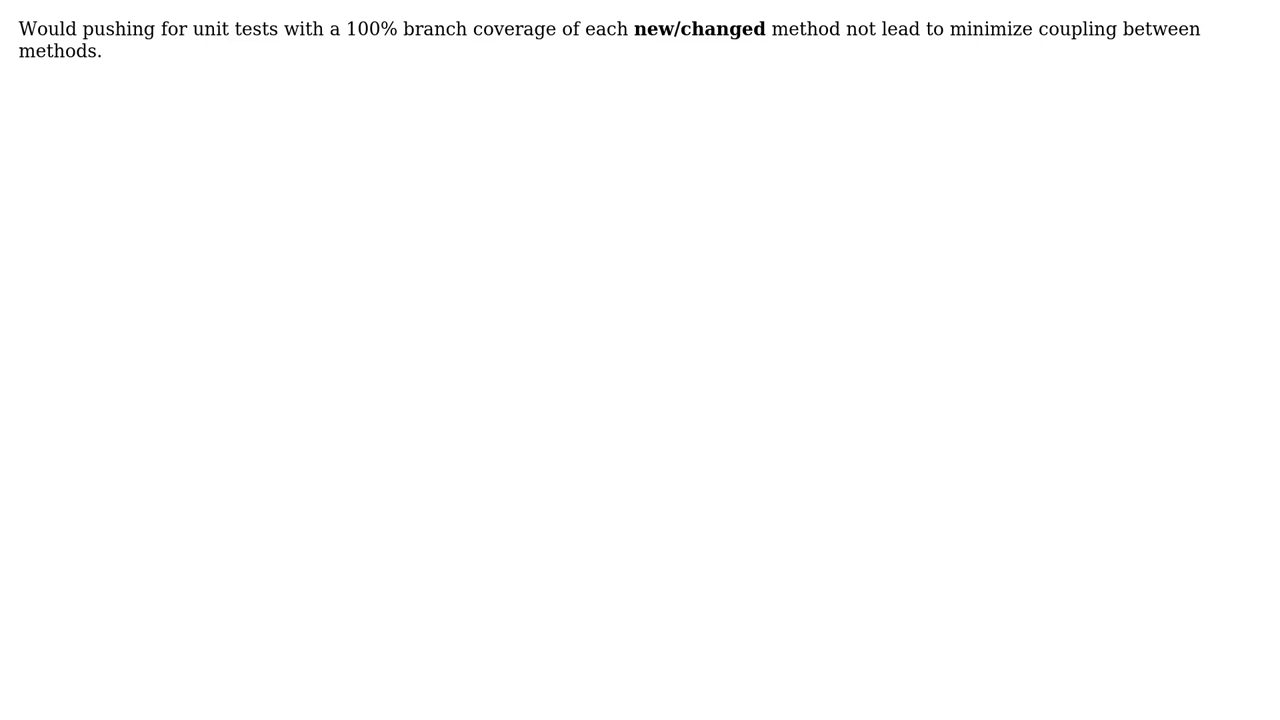 Would pushing for unit tests with a 100% branch coverage of each new/changed method not lead to minimize coupling between
methods.